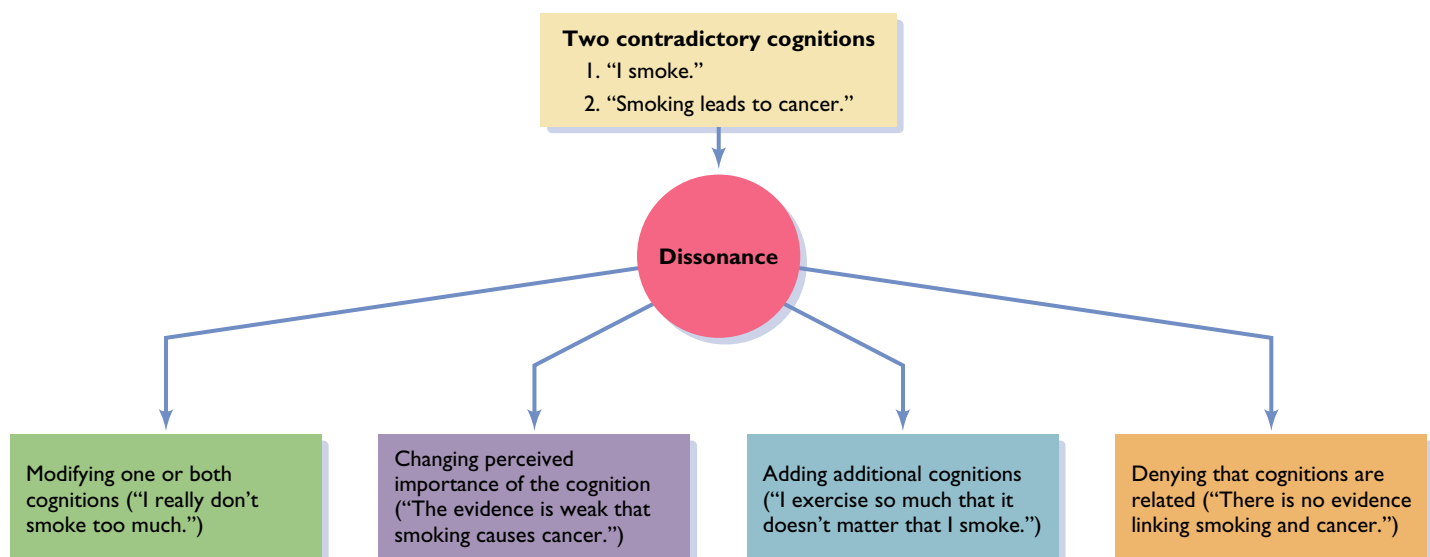 Two contradictory cognitions
1. “I smoke.”
2. “Smoking leads to cancer.”
Dissonance
Modifying one or both
cognitions (“I really don’t
smoke too much.”)
Changing perceived
importance of the cognition
(“The evidence is weak that
smoking causes cancer.”)
Adding additional cognitions
(“I exercise so much that it
doesn’t matter that I smoke.”)
Denying that cognitions are
related (“There is no evidence
linking smoking and cancer.”)